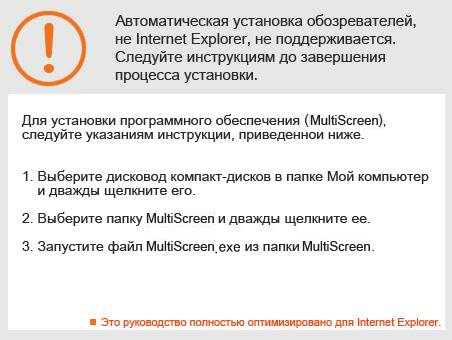 Автоматическая установка обозревателей,
не Internet Explorer, не поддерживается.
Следуйте инструкциям до завершения
процесса установки.
Для установки программного обеспечения (MultiScreen),
следуйте указаниям инструкции, приведенной ниже.
1. Выберите дисковод компакт-дисков в папке Мой компьютер
и дважды щелкните его.
2. Выберите папку MultiScreen и дважды щелкните ее.
3. Запустите файл MultiScreen.exe из папки MultiScreen.
Это руководство полностью оптимизировано для Internet Explorer.